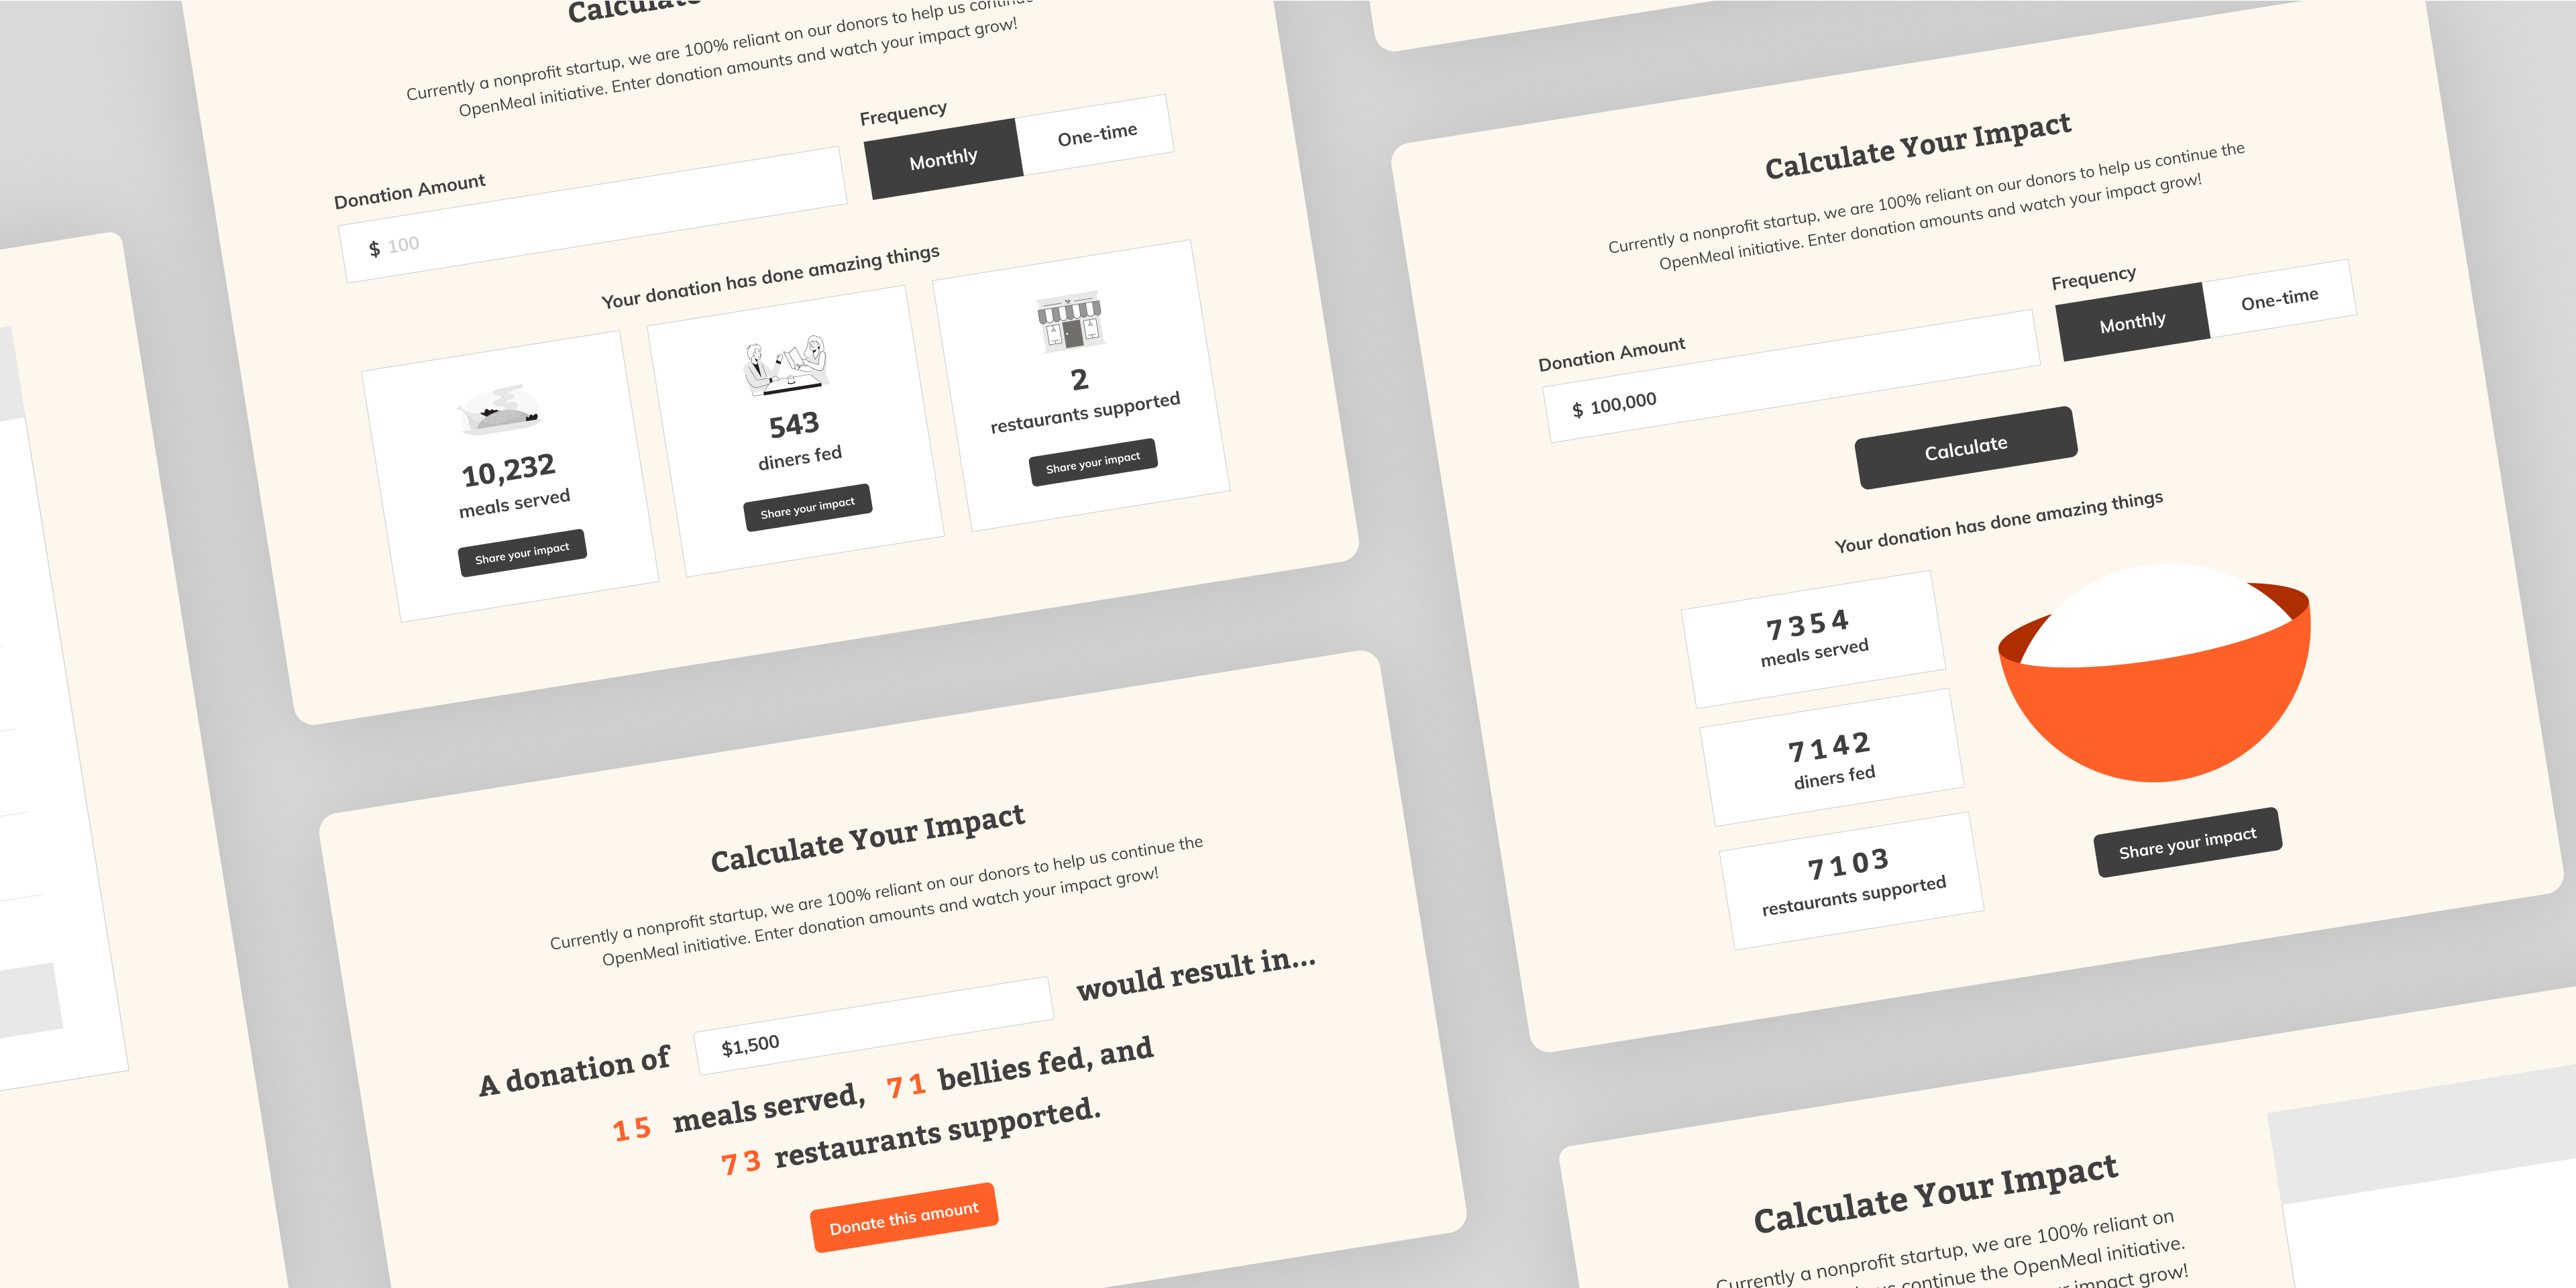 Calculate
Currently a nonprofit startup, we are 100% reliant on our donors to help us continue
OpenMeal initiative. Enter donation amounts and watch your impact grow!
Donation Amount
$ 100
Frequency
Monthly
One-time
Your donation has done amazing things
10,232
meals served
Share your impact
543
diners fed
Share your impact
2
restaurants supported
Share your impact
Calculate Your Impact
Currently a nonprofit startup, we are 100% reliant on our donors to help us continue the
OpenMeal initiative. Enter donation amounts and watch your impact grow!
Donation Amount
$ 100,000
Frequency
Monthly
One-time
Calculate
Your donation has done amazing things
7354
meals served
7142
diners fed
7103
restaurants supported
Share your impact
Calculate Your Impact
Currently a nonprofit startup, we are 100% reliant on our donors to help us continue the
OpenMeal initiative. Enter donation amounts and watch your impact grow!
A donation of $1,500 would result in...
15 meals served, 71 bellies fed, and
73 restaurants supported.
Donate this amount
Calculate Your Impact
Currently a nonprofit startup, we are 100% reliant on
continue the OpenMeal initiative.
impact grow!